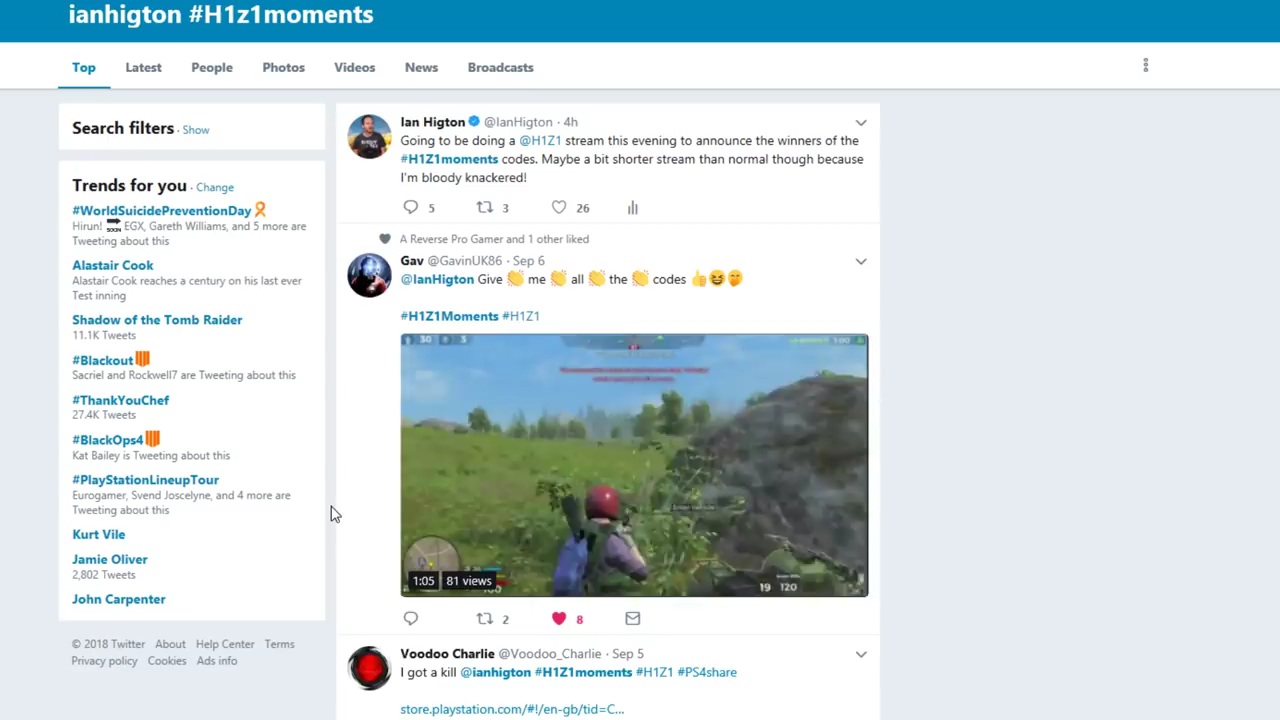 ianhigton #H1z1moments
Top Latest People Photos Videos News Broadcasts
Search filters · Show
Trends for you · Change
#WorldSuicidePreventionDay
Hirun! SOON EGX, Gareth Williams, and 5 more are
Tweeting about this
Alastair Cook
Alastair Cook reaches a century on his last ever
Test inning
Shadow of the Tomb Raider
11.1K Tweets
#Blackout
Sacriel and Rockwell7 are Tweeting about this
#ThankYouChef
27.4K Tweets
#BlackOps4
Kat Bailey is Tweeting about this
#PlayStationLineupTour
Eurogamer, Svend Joscelyne, and 4 more are
Tweeting about this
Kurt Vile
Jamie Oliver
2,802 Tweets
John Carpenter
© 2018 Twitter About Help Center Terms
Privacy policy Cookies Ads info
Ian Higton @IanHigton · 4h
Going to be doing a @H1Z1 stream this evening to announce the winners of the
#H1Z1moments codes. Maybe a bit shorter stream than normal though because
I'm bloody knackered!
5 3 26
A Reverse Pro Gamer and 1 other liked
Gav @GavinUK86 · Sep 6
@IanHigton Give 👏 me 👏 all 👏 the 👏 codes 👍😆🤭
#H1Z1Moments #H1Z1
30 3
1:05 81 views
19 120
2 8
Voodoo Charlie @Voodoo_Charlie · Sep 5
I got a kill @ianhigton #H1Z1moments #H1Z1 #PS4share
store.playstation.com/#!/en-gb/tid=C...